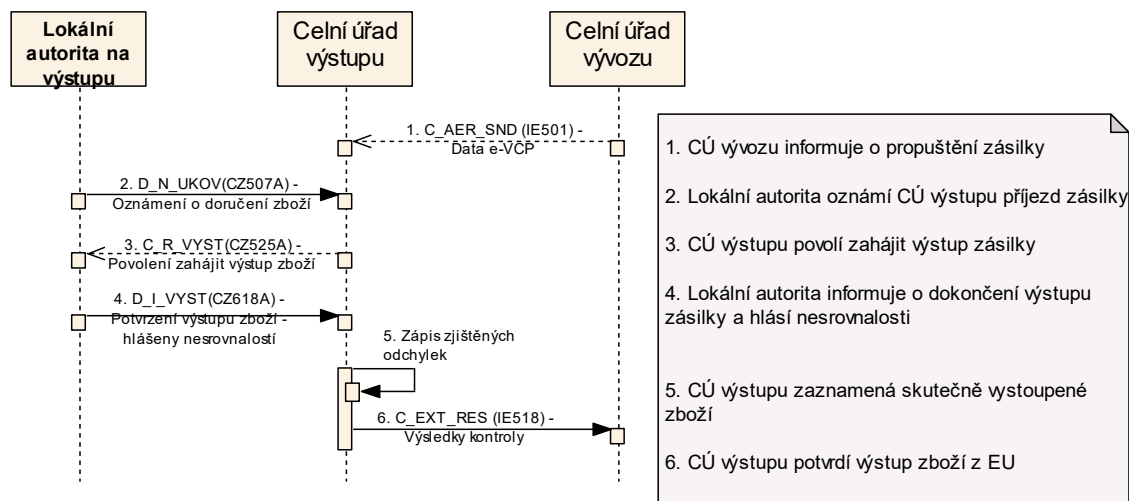 Lokální
autorita na
výstupu
Celní úřad
výstupu
Celní úřad
vývozu
1. C_AER_SND (IE501) -
Data e-VČP
2. D_N_UKOV(CZ507A) -
Oznámení o doručení zboží
3. C_R_VYST(CZ525A) -
Povolení zahájit výstup zboží
4. D_I_VYST(CZ618A) -
Potvrzení výstupu zboží -
hlášeny nesrovnalostí
5. Zápis zjištěných
odchylek
6. C_EXT_RES (IE518) -
Výsledky kontroly
1. CÚ vývozu informuje o propuštění zásilky
2. Lokální autorita oznámí CÚ výstupu příjezd zásilky
3. CÚ výstupu povolí zahájit výstup zásilky
4. Lokální autorita informuje o dokončení výstupu
zásilky a hlásí nesrovnalosti
5. CÚ výstupu zaznamená skutečně vystoupené
zboží
6. CÚ výstupu potvrdí výstup zboží z EU